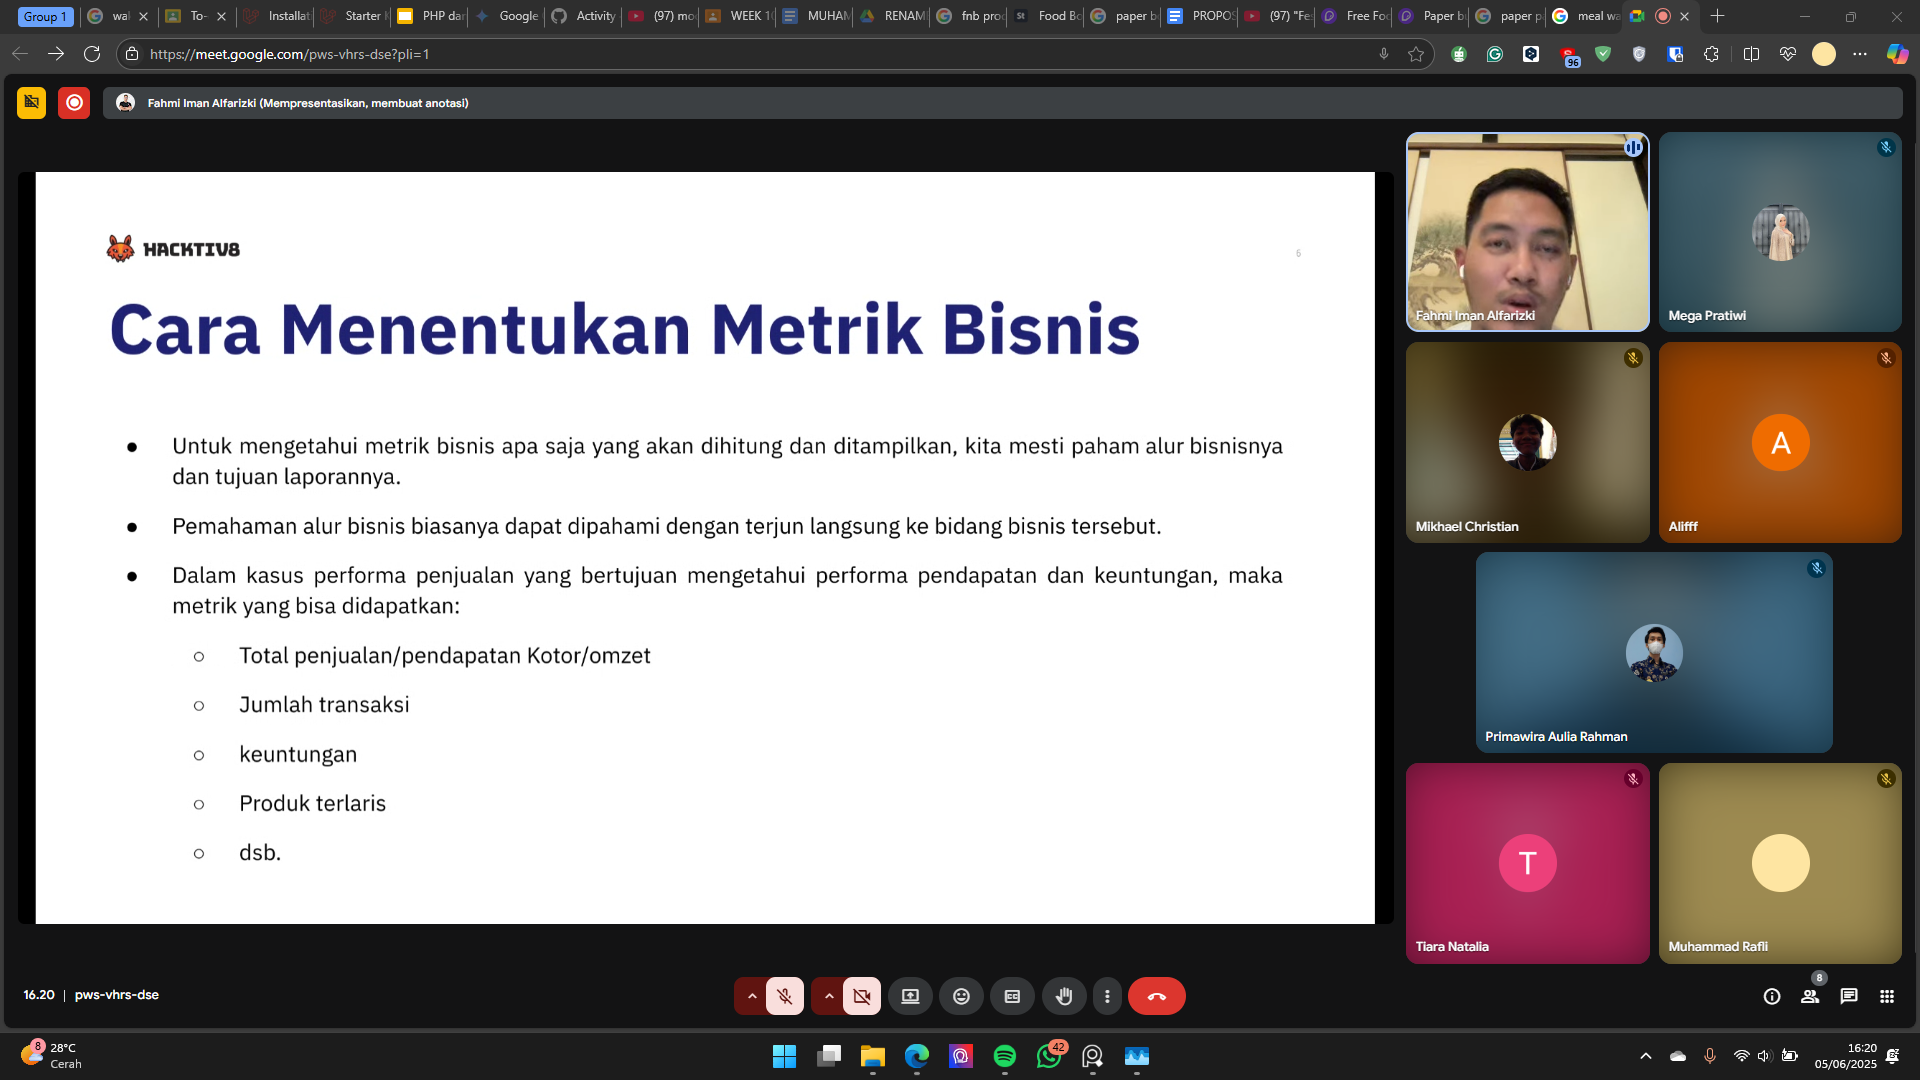 Group 1
wal
To-
Installat
Starter
PHP dar
Google
Activity
(97) mo
WEEK 10
MUHAM
RENAMI
fnb proc
St
Food Bo
paper b
PROPOS
(97) "Fe
Free Foo
Paper b
paper p
meal wa
https://meet.google.com/pws-vhrs-dse?pli=1
96
Fahmi Iman Alfarizki (Mempresentasikan, membuat anotasi)
HACKTIV8
6
Cara Menentukan Metrik Bisnis
● Untuk mengetahui metrik bisnis apa saja yang akan dihitung dan ditampilkan, kita mesti paham alur bisnisnya
dan tujuan laporannya.
● Pemahaman alur bisnis biasanya dapat dipahami dengan terjun langsung ke bidang bisnis tersebut.
● Dalam kasus performa penjualan yang bertujuan mengetahui performa pendapatan dan keuntungan, maka
metrik yang bisa didapatkan:
○ Total penjualan/pendapatan Kotor/omzet
○ Jumlah transaksi
○ keuntungan
○ Produk terlaris
○ dsb.
Fahmi Iman Alfarizki
Mega Pratiwi
Mikhael Christian
A
Alifff
Primawira Aulia Rahman
T
Tiara Natalia
Muhammad Rafli
16.20 | pws-vhrs-dse
8
8
28°C
Cerah
42
16:20
05/06/2025